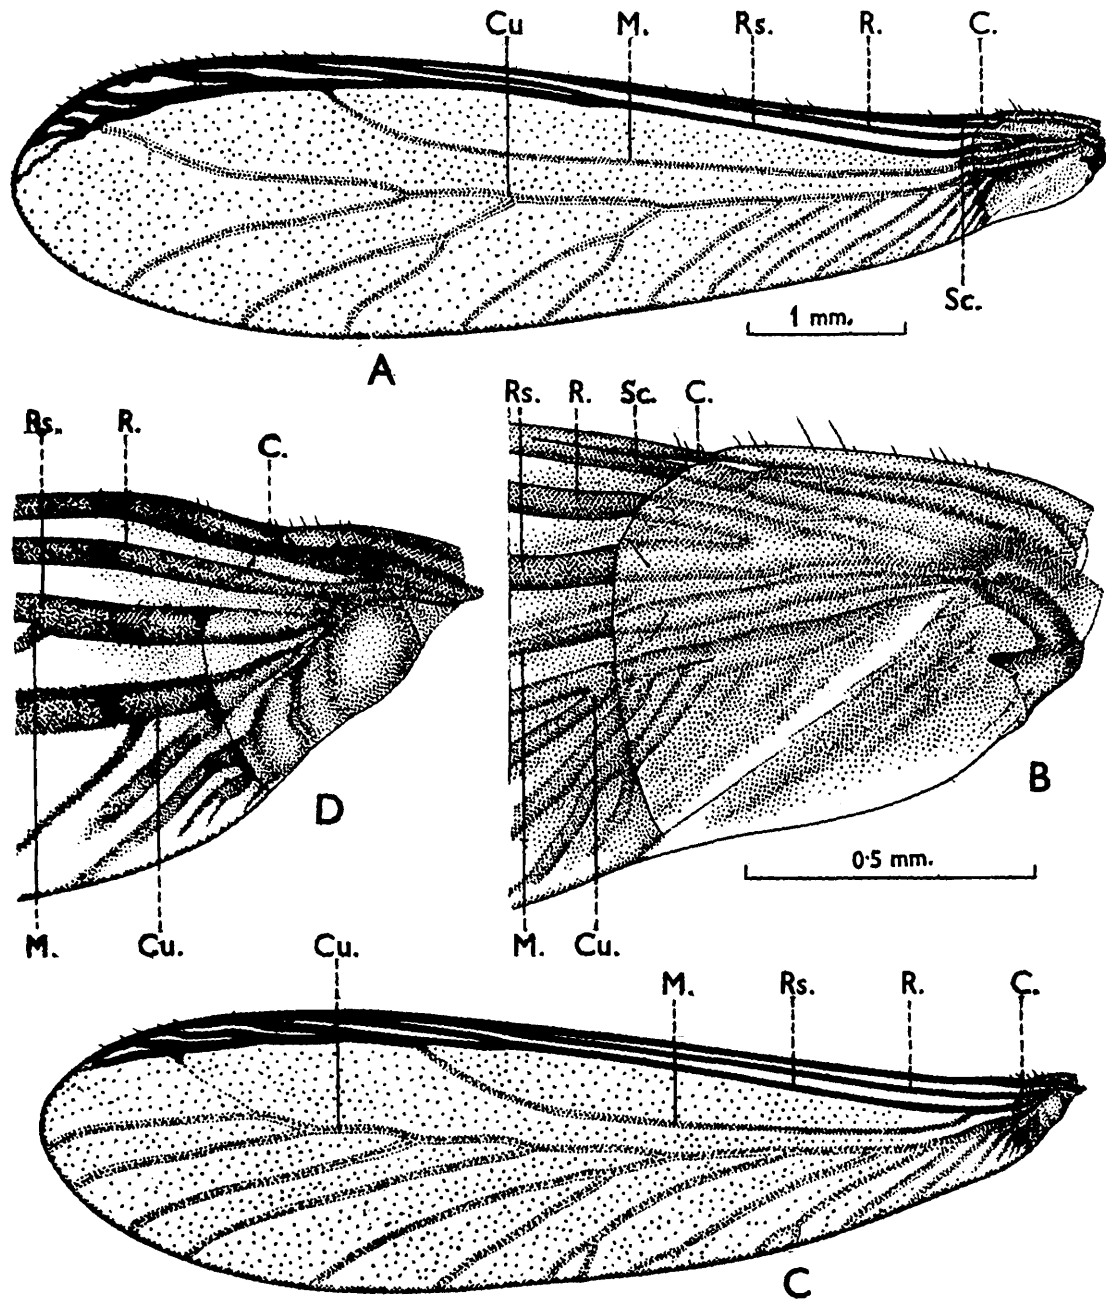 Cu M. Rs. R. C.
Sc.
1 mm.
A
Rs. R. C.
Rs. R. Sc. C.
D
B
0·5 mm.
M. Cu.
M. Cu.
Cu. M. Rs. R. C.
C